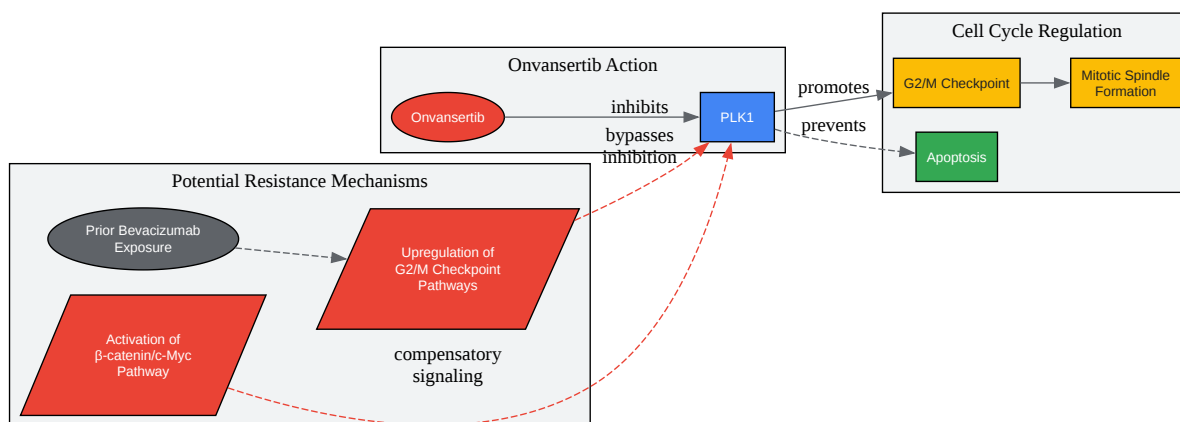 Cell Cycle Regulation
Onvansertib Action
promotes
G2/M Checkpoint
Mitotic Spindle
Formation
Onvansertib
inhibits
PLK1
prevents
bypasses
inhibition
Apoptosis
Potential Resistance Mechanisms
Prior Bevacizumab
Exposure
Upregulation of
G2/M Checkpoint
Pathways
Activation of
β-catenin/c-Myc
Pathway
compensatory
signaling